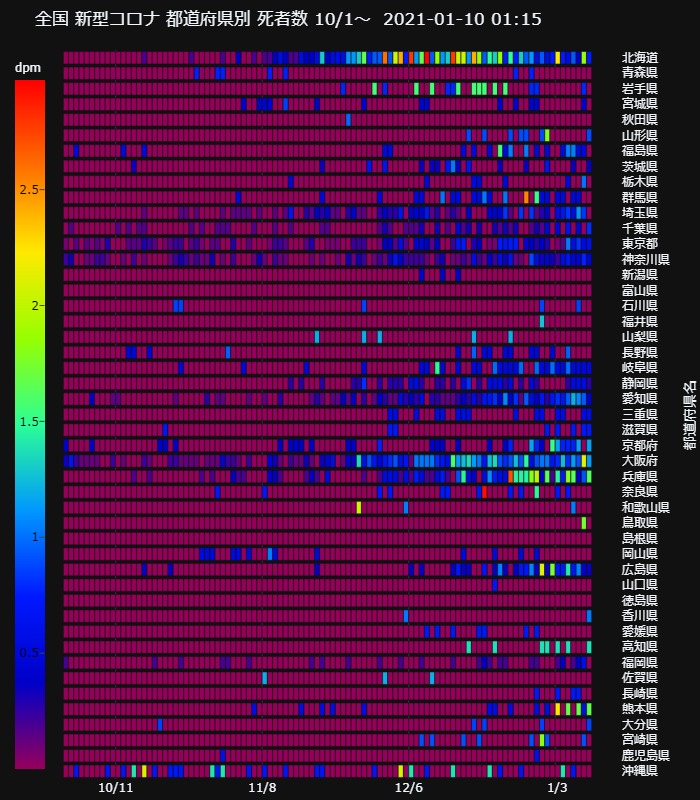 全国 新型コロナ 都道府県別 死者数 10/1～ 2021-01-10 01:15
dpm
2.5
2
1.5
1
0.5
北海道
青森県
岩手県
宮城県
秋田県
山形県
福島県
茨城県
栃木県
群馬県
埼玉県
千葉県
東京都
神奈川県
新潟県
富山県
石川県
福井県
山梨県
長野県
岐阜県
静岡県
愛知県
三重県
滋賀県
京都府
大阪府
兵庫県
奈良県
和歌山県
鳥取県
島根県
岡山県
広島県
山口県
徳島県
香川県
愛媛県
高知県
福岡県
佐賀県
長崎県
熊本県
大分県
宮崎県
鹿児島県
沖縄県
都道府県名
10/11 11/8 12/6 1/3